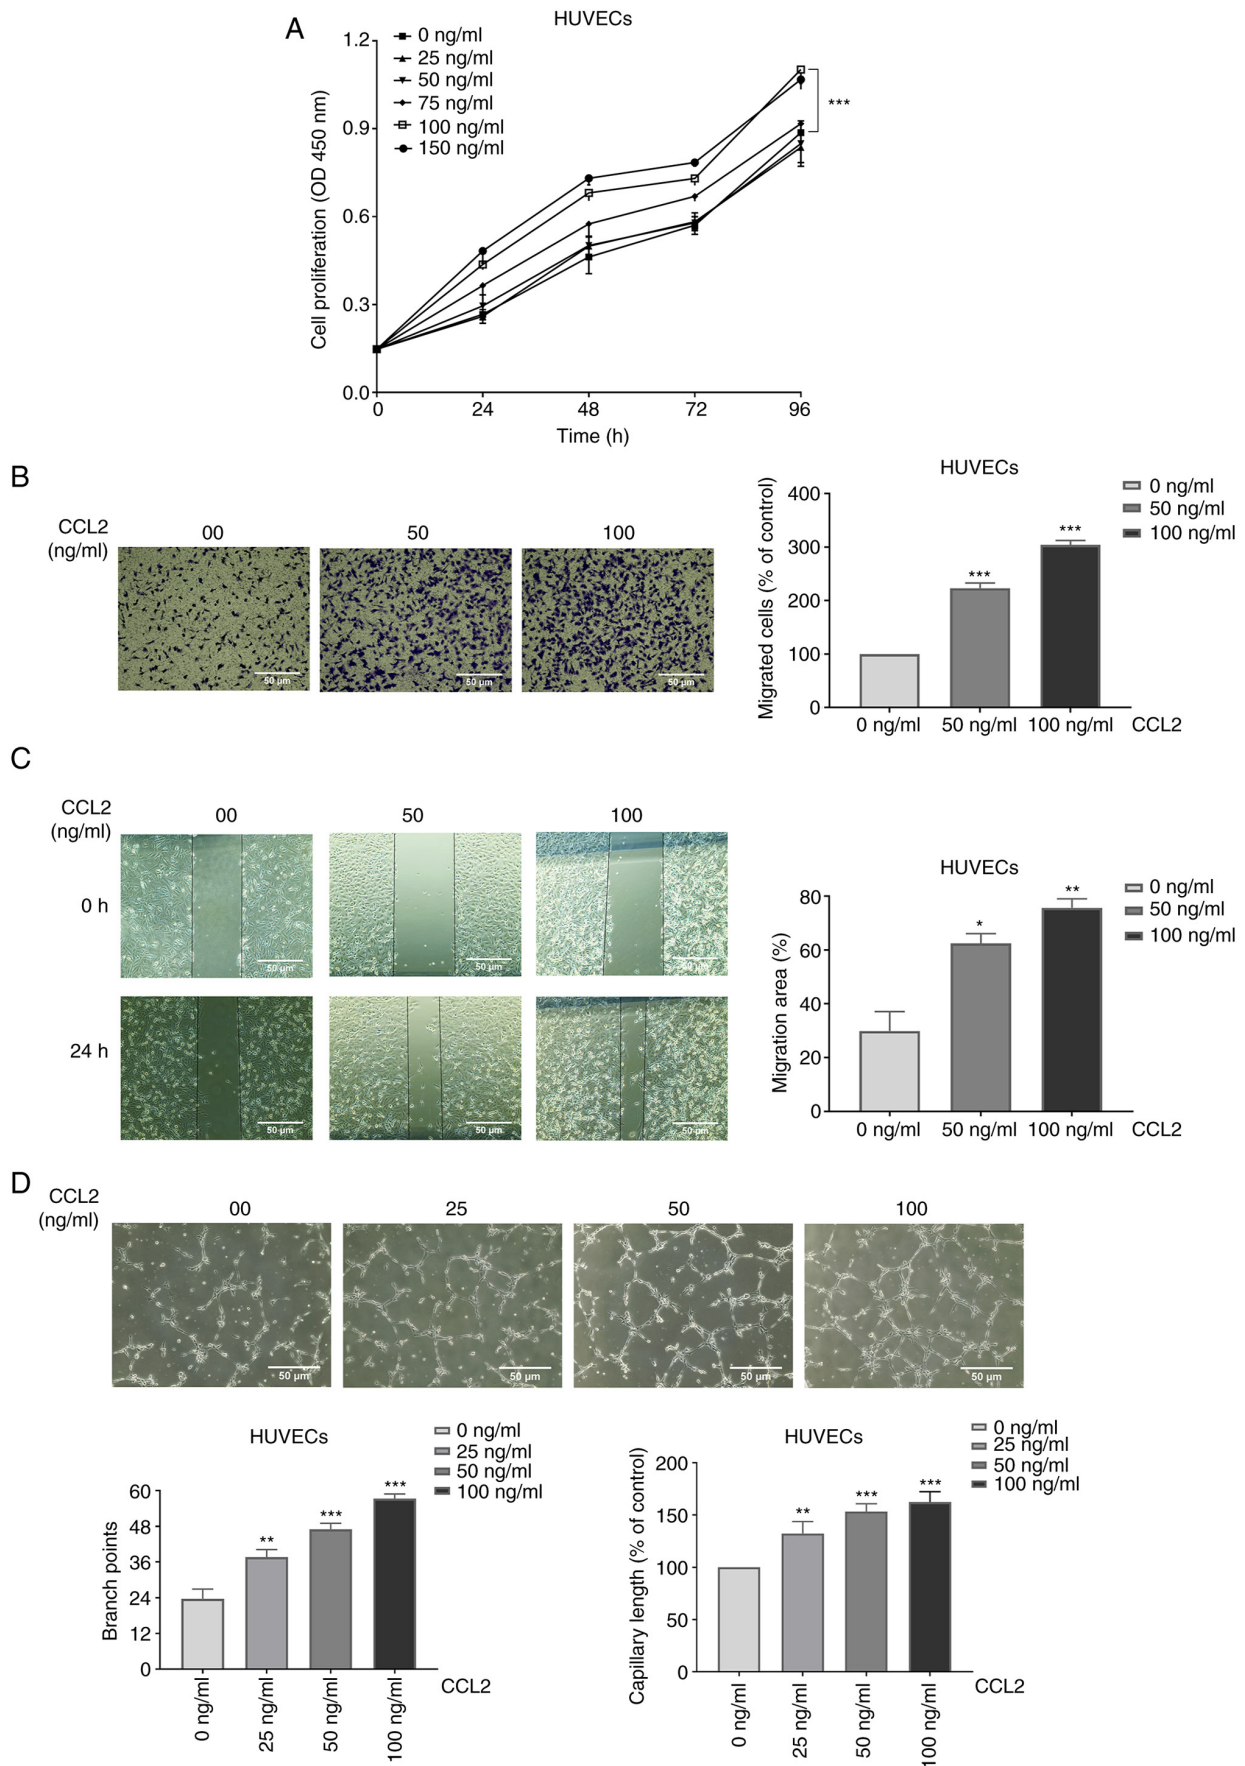 A
HUVECs
0 ng/ml
25 ng/ml
50 ng/ml
75 ng/ml
100 ng/ml
150 ng/ml
Cell proliferation (OD 450 nm)
1.2
0.9
0.6
0.3
0.0
***
0 24 48 72 96
Time (h)
B
CCL2
(ng/ml)
00 50 100
50 µm
50 µm
50 µm
HUVECs
0 ng/ml
50 ng/ml
100 ng/ml
Migrated cells (% of control)
400
300
200
100
0
***
***
0 ng/ml 50 ng/ml 100 ng/ml CCL2
C
CCL2
(ng/ml)
00 50 100
0 h
50 µm
50 µm
50 µm
24 h
50 µm
50 µm
50 µm
HUVECs
0 ng/ml
50 ng/ml
100 ng/ml
Migration area (%)
80
60
40
20
0
*
**
0 ng/ml 50 ng/ml 100 ng/ml CCL2
D
CCL2
(ng/ml)
00 25 50 100
50 µm
50 µm
50 µm
50 µm
HUVECs
0 ng/ml
25 ng/ml
50 ng/ml
100 ng/ml
Branch points
60
48
36
24
12
0
**
***
***
0 ng/ml 25 ng/ml 50 ng/ml 100 ng/ml CCL2
HUVECs
0 ng/ml
25 ng/ml
50 ng/ml
100 ng/ml
Capillary length (% of control)
200
150
100
50
0
**
***
***
0 ng/ml 25 ng/ml 50 ng/ml 100 ng/ml CCL2